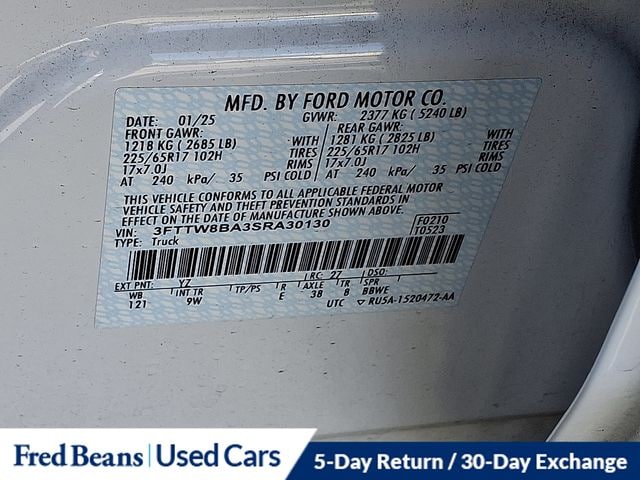 MFD. BY FORD MOTOR CO.
DATE: 01/25 GVWR: 2377 KG ( 5240 LB)
FRONT GAWR: REAR GAWR:
1218 KG ( 2685 LB) WITH 1281 KG ( 2825 LB) WITH
225/65R17 102H TIRES 225/65R17 102H TIRES
17x7.0J RIMS 17x7.0J RIMS
AT 240 kPa/ 35 PSI COLD AT 240 kPa/ 35 PSI COLD
THIS VEHICLE CONFORMS TO ALL APPLICABLE FEDERAL MOTOR
VEHICLE SAFETY AND THEFT PREVENTION STANDARDS IN
EFFECT ON THE DATE OF MANUFACTURE SHOWN ABOVE.
VIN: 3FTTW8BA3SRA30130 F0210
TYPE: Truck T0523
EXT PNT: YZ RC: 27 DSO:
WB INT TR TP/PS R AXLE TR SPR
121 9W E 38 8 BBWE
UTC ▽ RU5A-1520472-AA
Fred Beans | Used Cars
5-Day Return / 30-Day Exchange